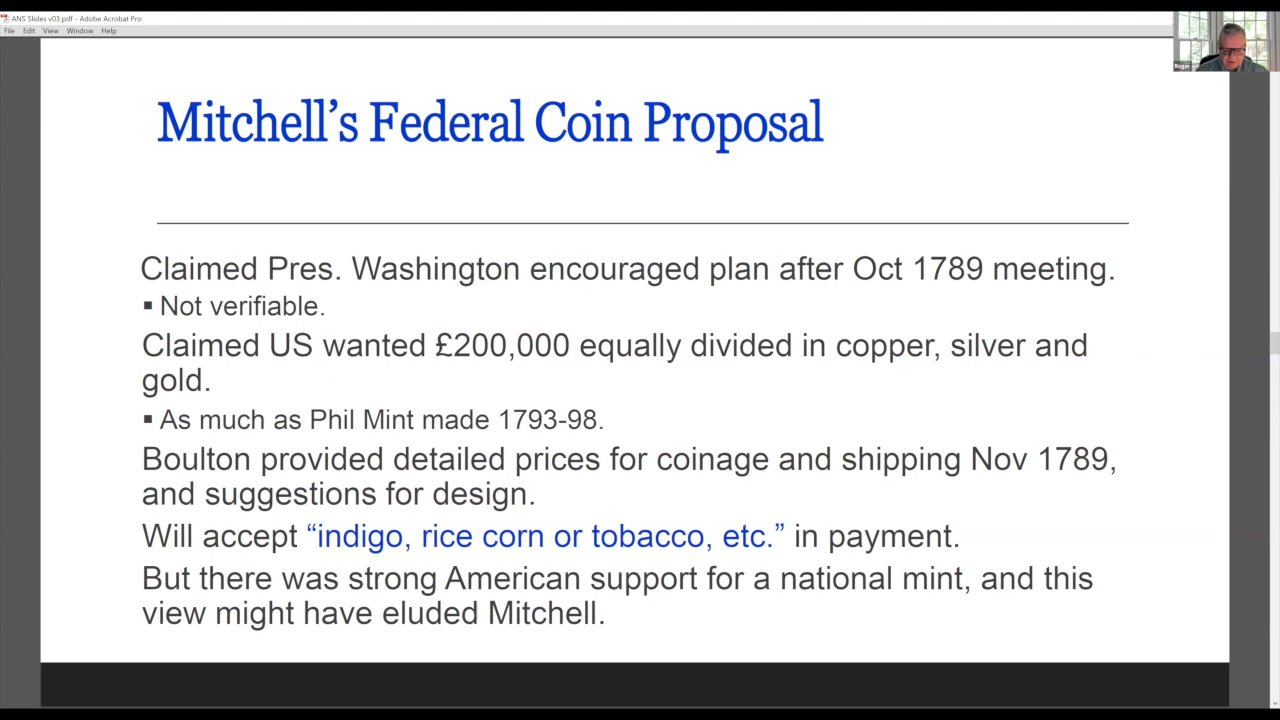 ANS Slides v03.pdf - Adobe Acrobat Pro
File Edit View Window Help
Roger
Mitchell’s Federal Coin Proposal
Claimed Pres. Washington encouraged plan after Oct 1789 meeting.
▪ Not verifiable.
Claimed US wanted £200,000 equally divided in copper, silver and
gold.
▪ As much as Phil Mint made 1793-98.
Boulton provided detailed prices for coinage and shipping Nov 1789,
and suggestions for design.
Will accept “indigo, rice corn or tobacco, etc.” in payment.
But there was strong American support for a national mint, and this
view might have eluded Mitchell.